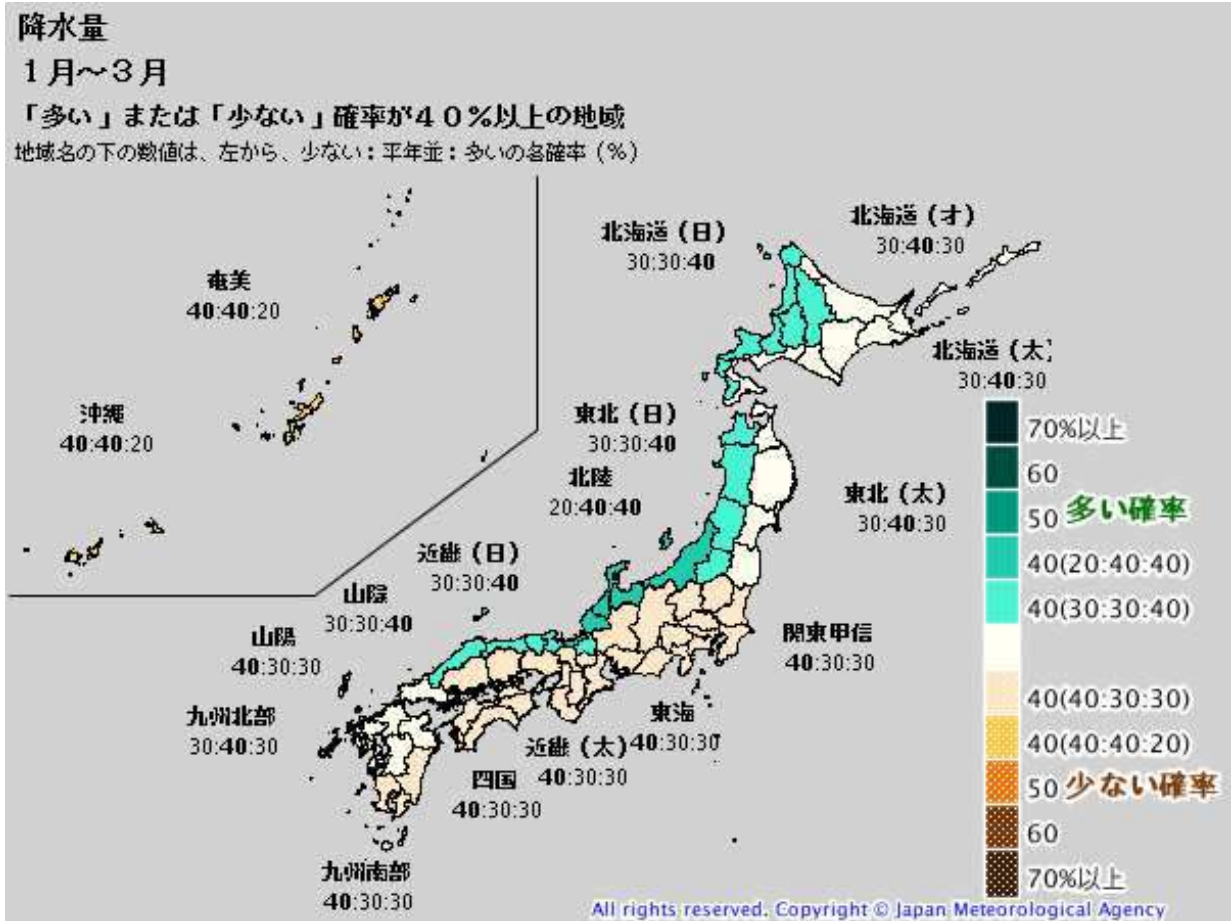 降水量
1月～3月
「多い」または「少ない」確率が40％以上の地域
地域名の下の数値は、左から、少ない：平年並：多いの各確率（％）
北海道（オ）
30:40:30
北海道（日）
30:30:40
奄美
40:40:20
北海道（太）
30:40:30
沖縄
40:40:20
東北（日）
30:30:40
北陸
20:40:40
東北（太）
30:40:30
近畿（日）
30:30:40
山陰
30:30:40
山陽
40:30:30
関東甲信
40:30:30
九州北部
30:40:30
東海
40:30:30
近畿（太）
40:30:30
四国
40:30:30
九州南部
40:30:30
70%以上
60
50 多い確率
40(20:40:40)
40(30:30:40)
40(40:30:30)
40(40:40:20)
50 少ない確率
60
70%以上
All rights reserved. Copyright © Japan Meteorological Agency